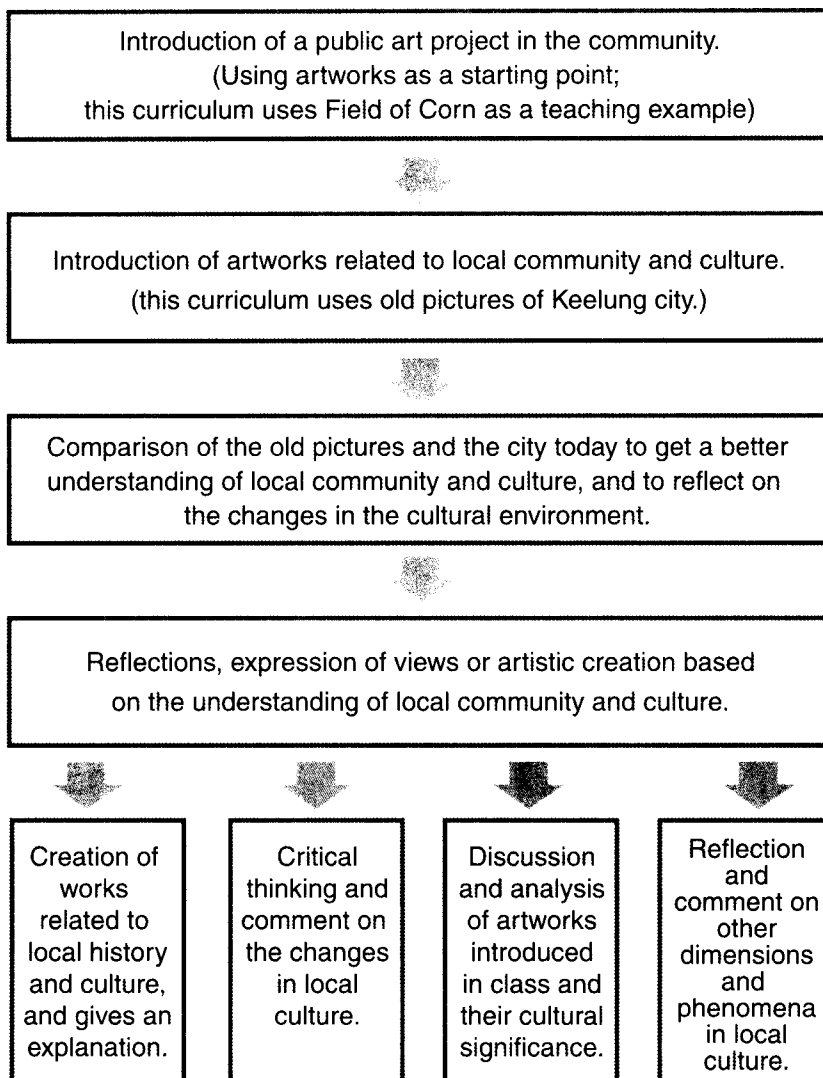 Introduction of a public art project in the community.
(Using artworks as a starting point;
this curriculum uses Field of Corn as a teaching example)
Introduction of artworks related to local community and culture.
(this curriculum uses old pictures of Keelung city.)
Comparison of the old pictures and the city today to get a better
understanding of local community and culture, and to reflect on
the changes in the cultural environment.
Reflections, expression of views or artistic creation based
on the understanding of local community and culture.
Creation of
works
related to
local history
and culture,
and gives an
explanation.
Critical
thinking and
comment on
the changes
in local
culture.
Discussion
and analysis
of artworks
introduced
in class and
their cultural
significance.
Reflection
and
comment on
other
dimensions
and
phenomena
in local
culture.